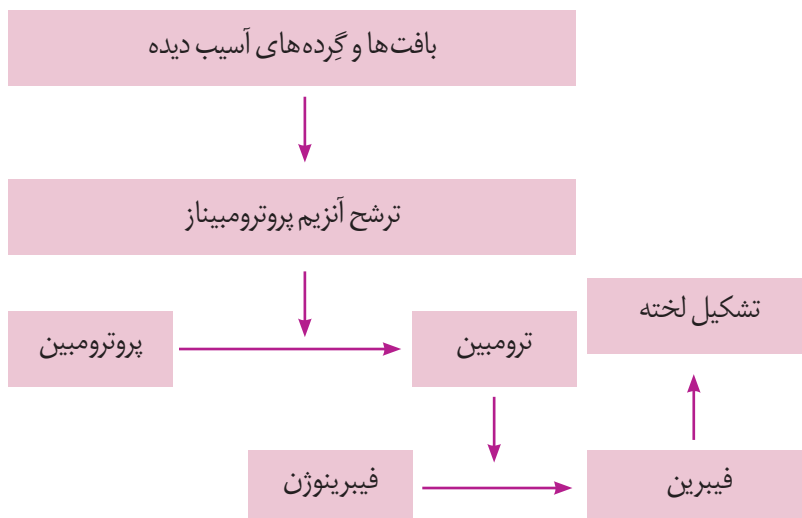 بافت‌ها و گِرده‌های آسیب دیده
ترشح آنزیم پروترومبیناز
تشکیل لخته
پروترومبین
ترومبین
فیبرینوژن
فیبرین